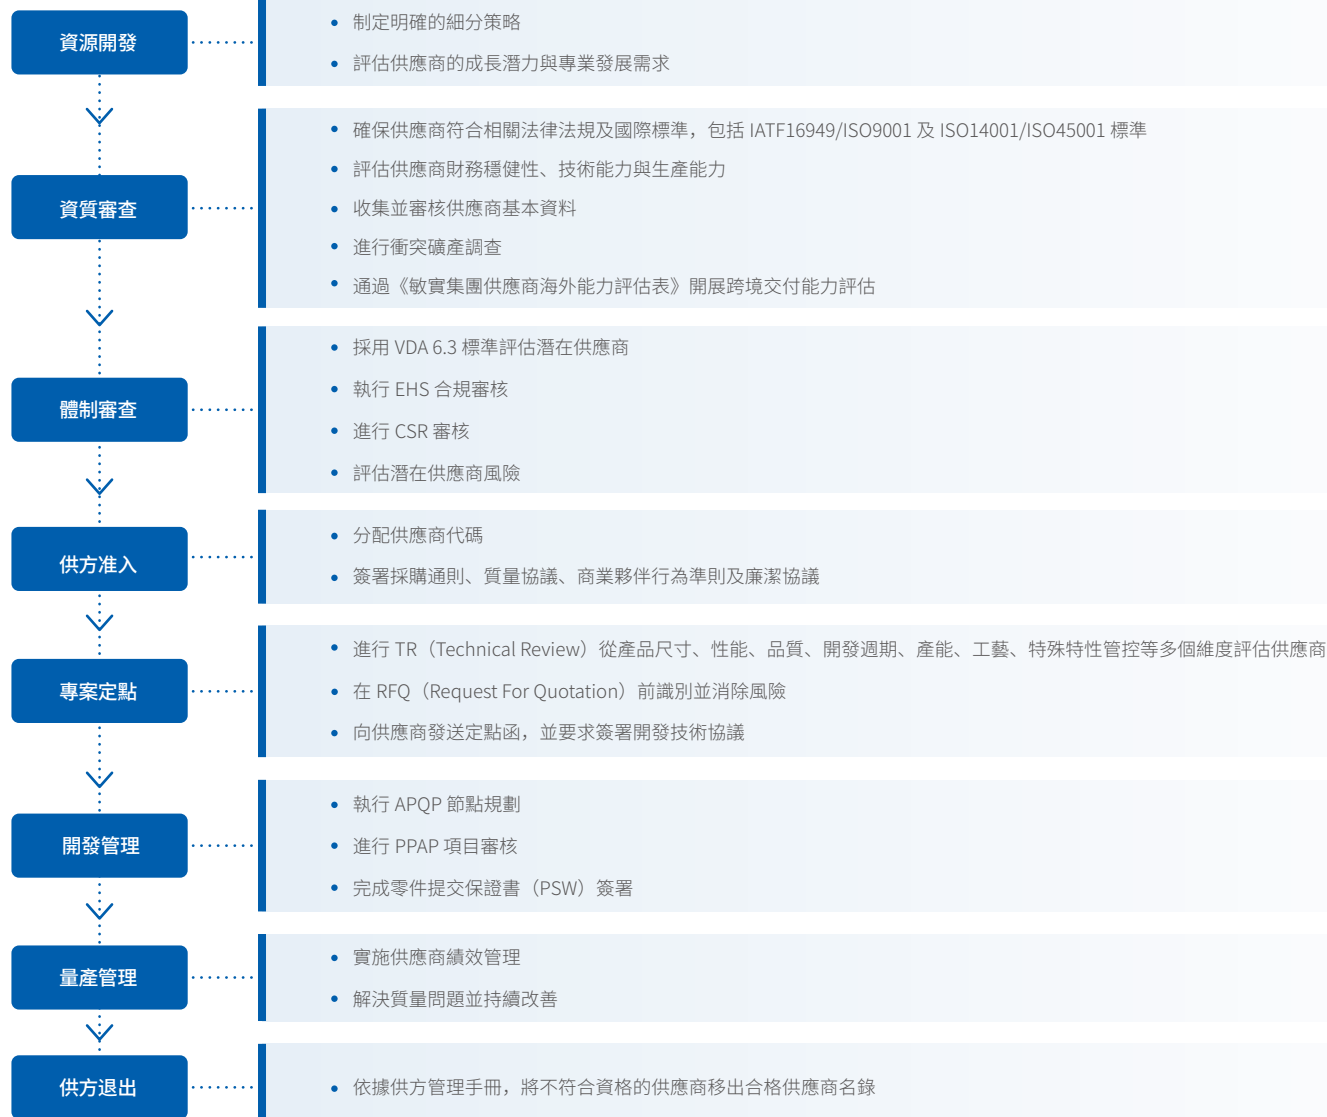 資源開發
制定明確的細分策略
評估供應商的成長潛力與專業發展需求
資質審查
確保供應商符合相關法律法規及國際標準，包括 IATF16949/ISO9001 及 ISO14001/ISO45001 標準
評估供應商財務穩健性、技術能力與生產能力
收集並審核供應商基本資料
進行衝突礦產調查
通過《敏實集團供應商海外能力評估表》開展跨境交付能力評估
體制審查
採用 VDA 6.3 標準評估潛在供應商
執行 EHS 合規審核
進行 CSR 審核
評估潛在供應商風險
供方准入
分配供應商代碼
簽署採購通則、質量協議、商業夥伴行為準則及廉潔協議
專案定點
進行 TR（Technical Review）從產品尺寸、性能、品質、開發週期、產能、工藝、特殊特性管控等多個維度評估供應商
在 RFQ（Request For Quotation）前識別並消除風險
向供應商發送定點函，並要求簽署開發技術協議
開發管理
執行 APQP 節點規劃
進行 PPAP 項目審核
完成零件提交保證書（PSW）簽署
量產管理
實施供應商績效管理
解決質量問題並持續改善
供方退出
依據供方管理手冊，將不符合資格的供應商移出合格供應商名錄